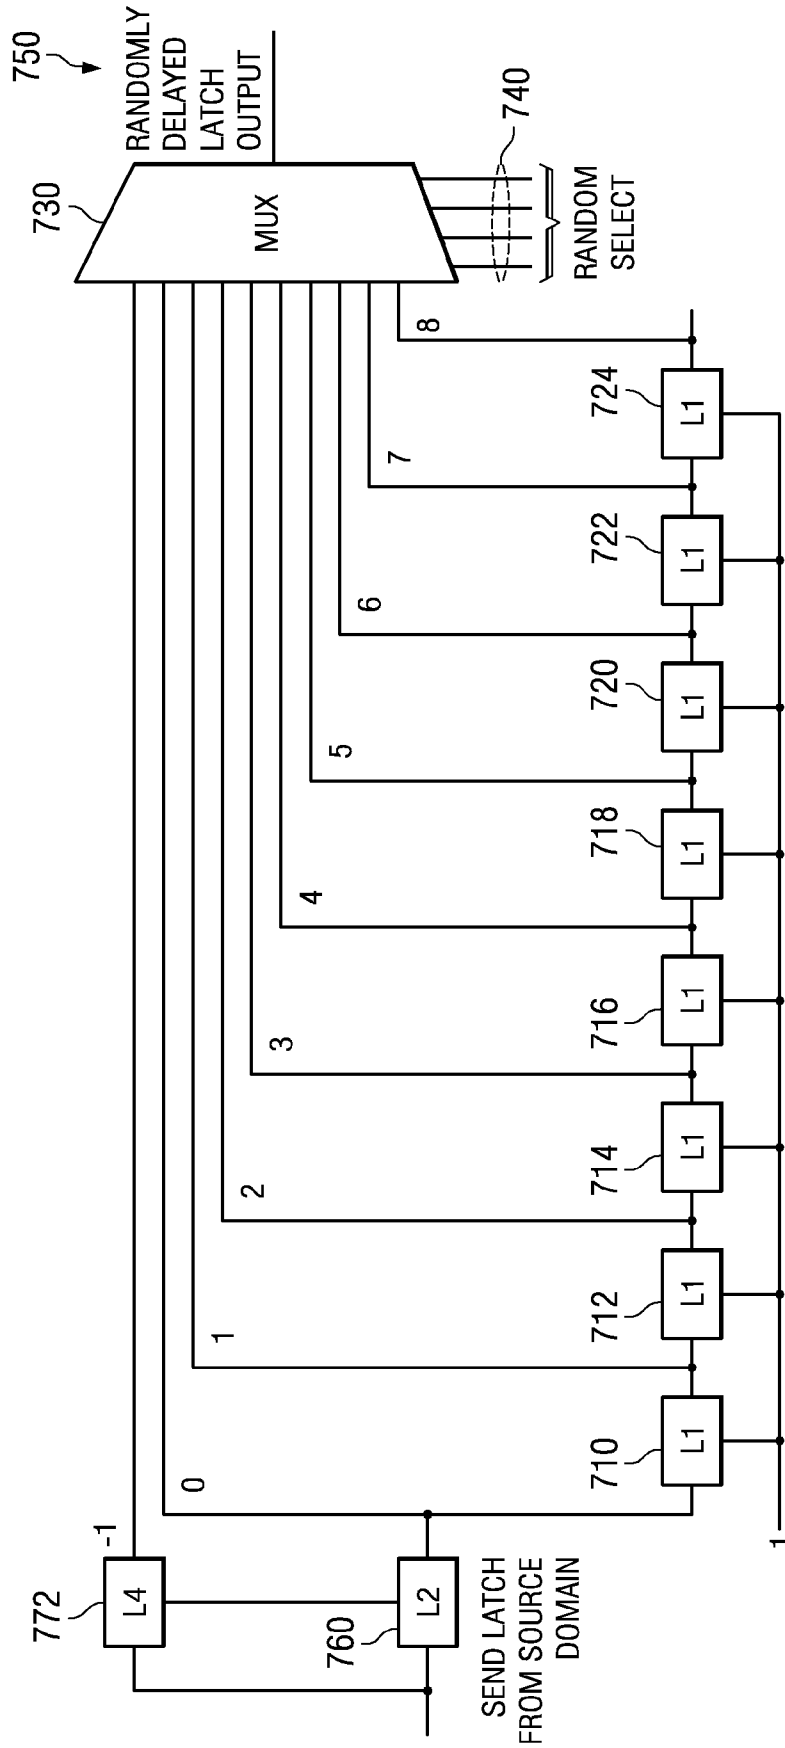 750
RANDOMLY
DELAYED
LATCH
OUTPUT
730
MUX
740
RANDOM
SELECT
-1
0
1
2
3
4
5
6
7
8
772
L4
760
L2
SEND LATCH
FROM SOURCE
DOMAIN
710
L1
712
L1
714
L1
716
L1
718
L1
720
L1
722
L1
724
L1
1